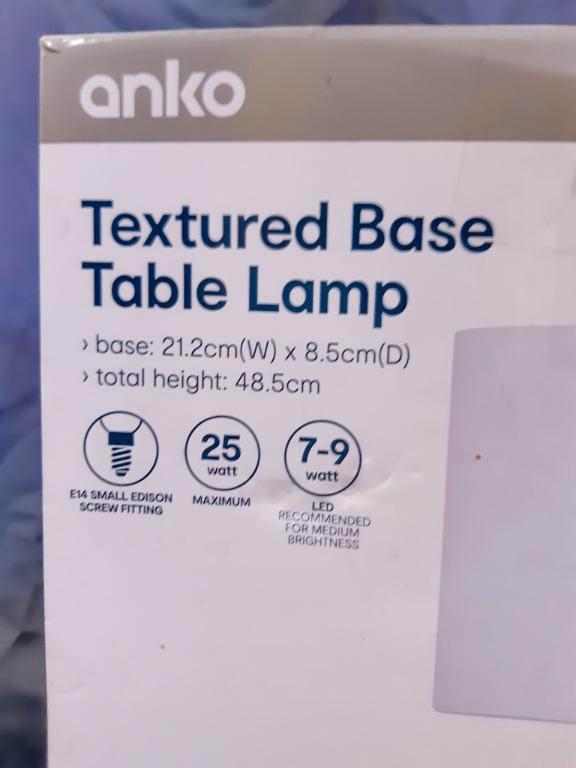 anko
Textured Base
Table Lamp
› base: 21.2cm(W) x 8.5cm(D)
› total height: 48.5cm
25
watt
7-9
watt
E14 SMALL EDISON
SCREW FITTING
MAXIMUM
LED
RECOMMENDED
FOR MEDIUM
BRIGHTNESS